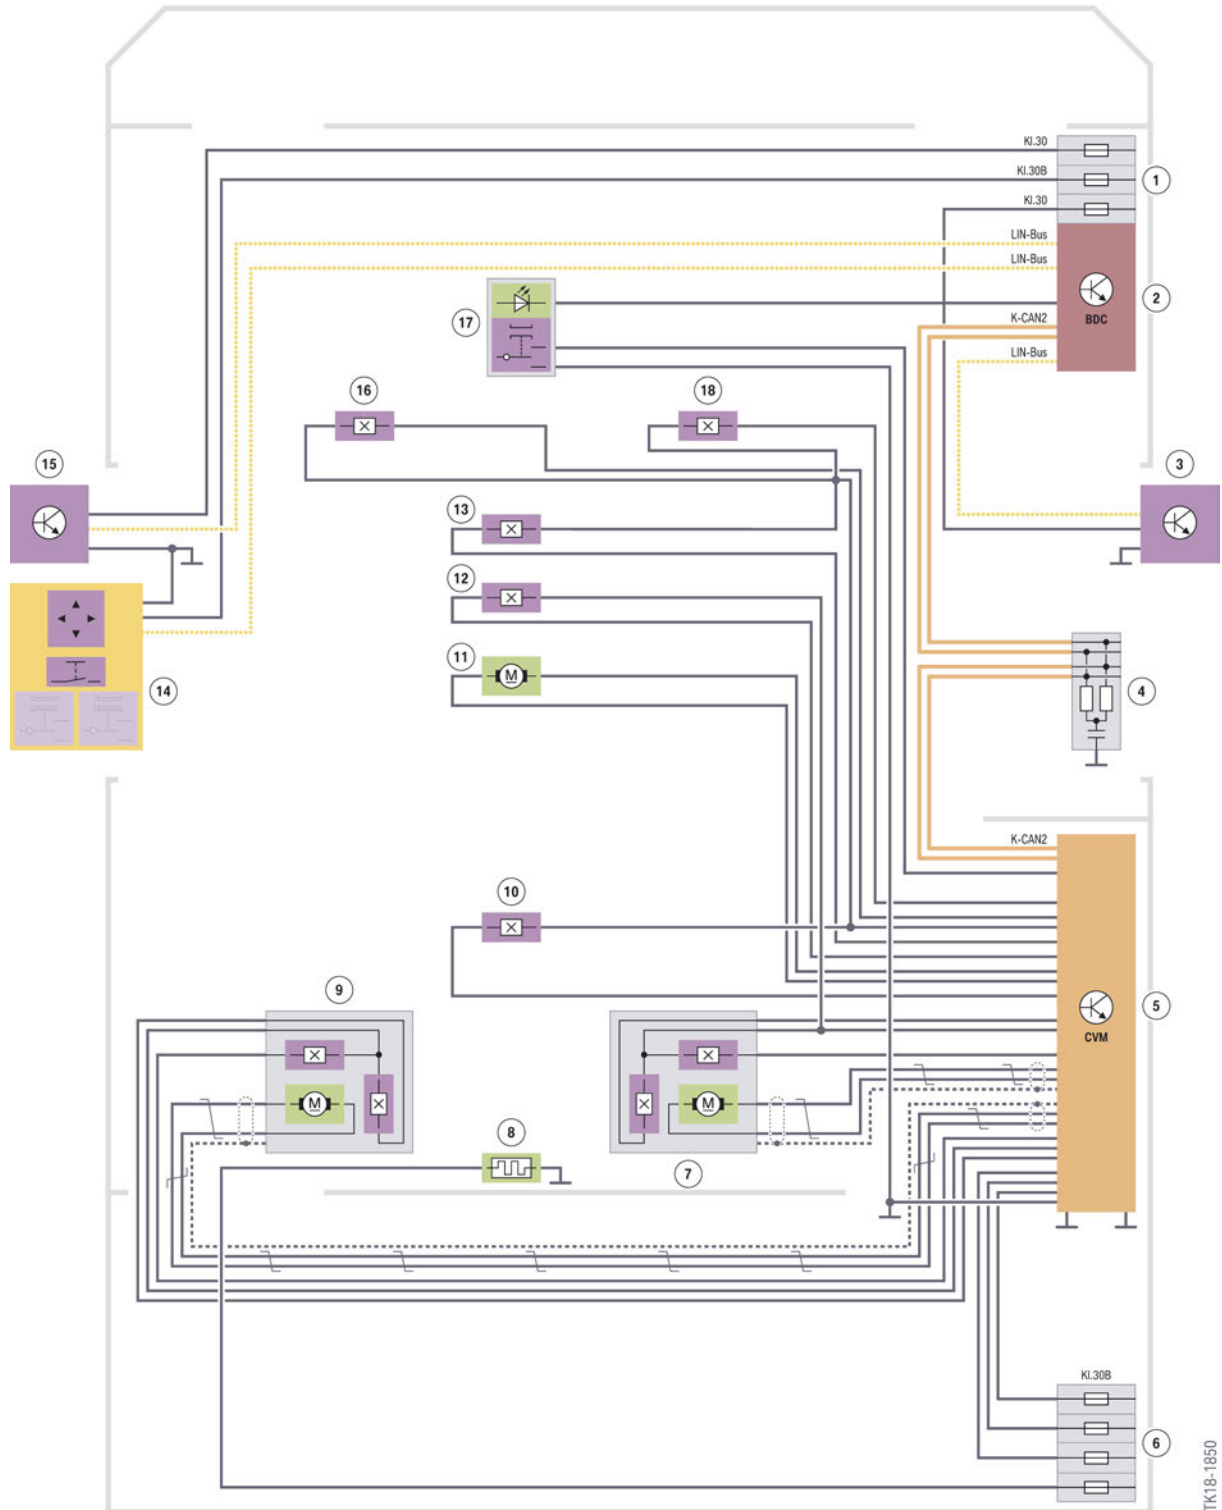 Kl.30
Kl.30B
1
Kl.30
LIN-Bus
LIN-Bus
2
17
K-CAN2
BDC
LIN-Bus
16
18
15
3
13
12
11
M
14
4
K-CAN2
10
9
5
CVM
M
M
8
7
Kl.30B
6
TK18-1850